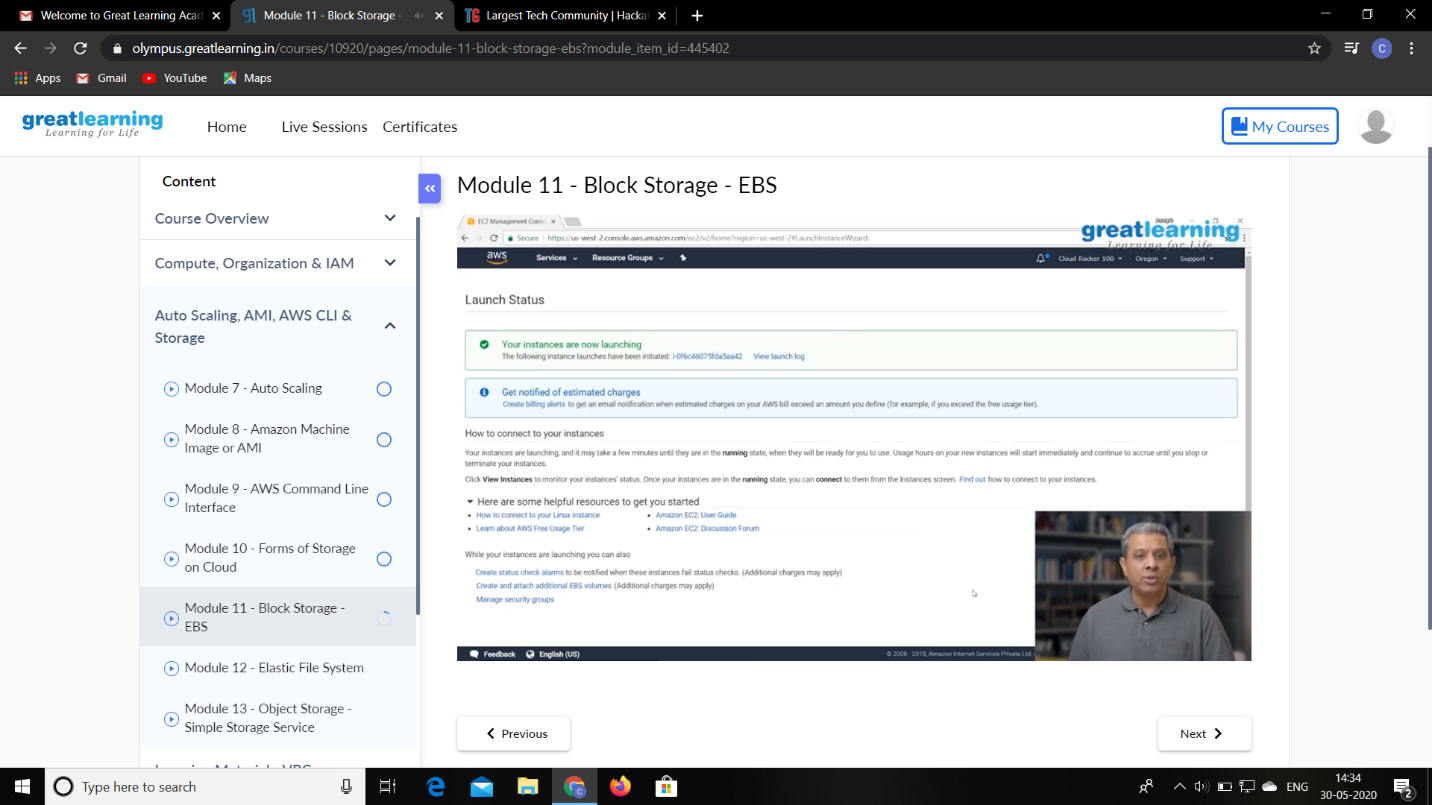 Welcome to Great Learning Acad
Module 11 - Block Storage -
Largest Tech Community | Hackat
olympus.greatlearning.in/courses/10920/pages/module-11-block-storage-ebs?module_item_id=445402
C
Apps
Gmail
YouTube
Maps
greatlearning
Learning for Life
Home
Live Sessions
Certificates
My Courses
Content
Course Overview
Compute, Organization & IAM
Auto Scaling, AMI, AWS CLI &
Storage
Module 7 - Auto Scaling
Module 8 - Amazon Machine
Image or AMI
Module 9 - AWS Command Line
Interface
Module 10 - Forms of Storage
on Cloud
Module 11 - Block Storage -
EBS
Module 12 - Elastic File System
Module 13 - Object Storage -
Simple Storage Service
Module 11 - Block Storage - EBS
EC2 Management Conso
Joseph
Secure https://us-west-2.console.aws.amazon.com/ec2/v2/home?region=us-west-2#LaunchInstanceWizard:
greatlearning
Learning for Life
aws Services Resource Groups Cloud Rocker 100 Oregon Support
Launch Status
Your instances are now launching
The following instance launches have been initiated: i-0f6c46075fda5aa42 View launch log
Get notified of estimated charges
Create billing alerts to get an email notification when estimated charges on your AWS bill exceed an amount you define (for example, if you exceed the free usage tier).
How to connect to your instances
Your instances are launching, and it may take a few minutes until they are in the running state, when they will be ready for you to use. Usage hours on your new instances will start immediately and continue to accrue until you stop or
terminate your instances.
Click View Instances to monitor your instances' status. Once your instances are in the running state, you can connect to them from the Instances screen. Find out how to connect to your instances.
Here are some helpful resources to get you started
How to connect to your Linux instance
Amazon EC2: User Guide
Learn about AWS Free Usage Tier
Amazon EC2: Discussion Forum
While your instances are launching you can also
Create status check alarms to be notified when these instances fail status checks. (Additional charges may apply)
Create and attach additional EBS volumes (Additional charges may apply)
Manage security groups
Feedback English (US) © 2008 - 2018, Amazon Internet Services Private Ltd.
Previous
Next
Type here to search
ENG
14:34
30-05-2020
2